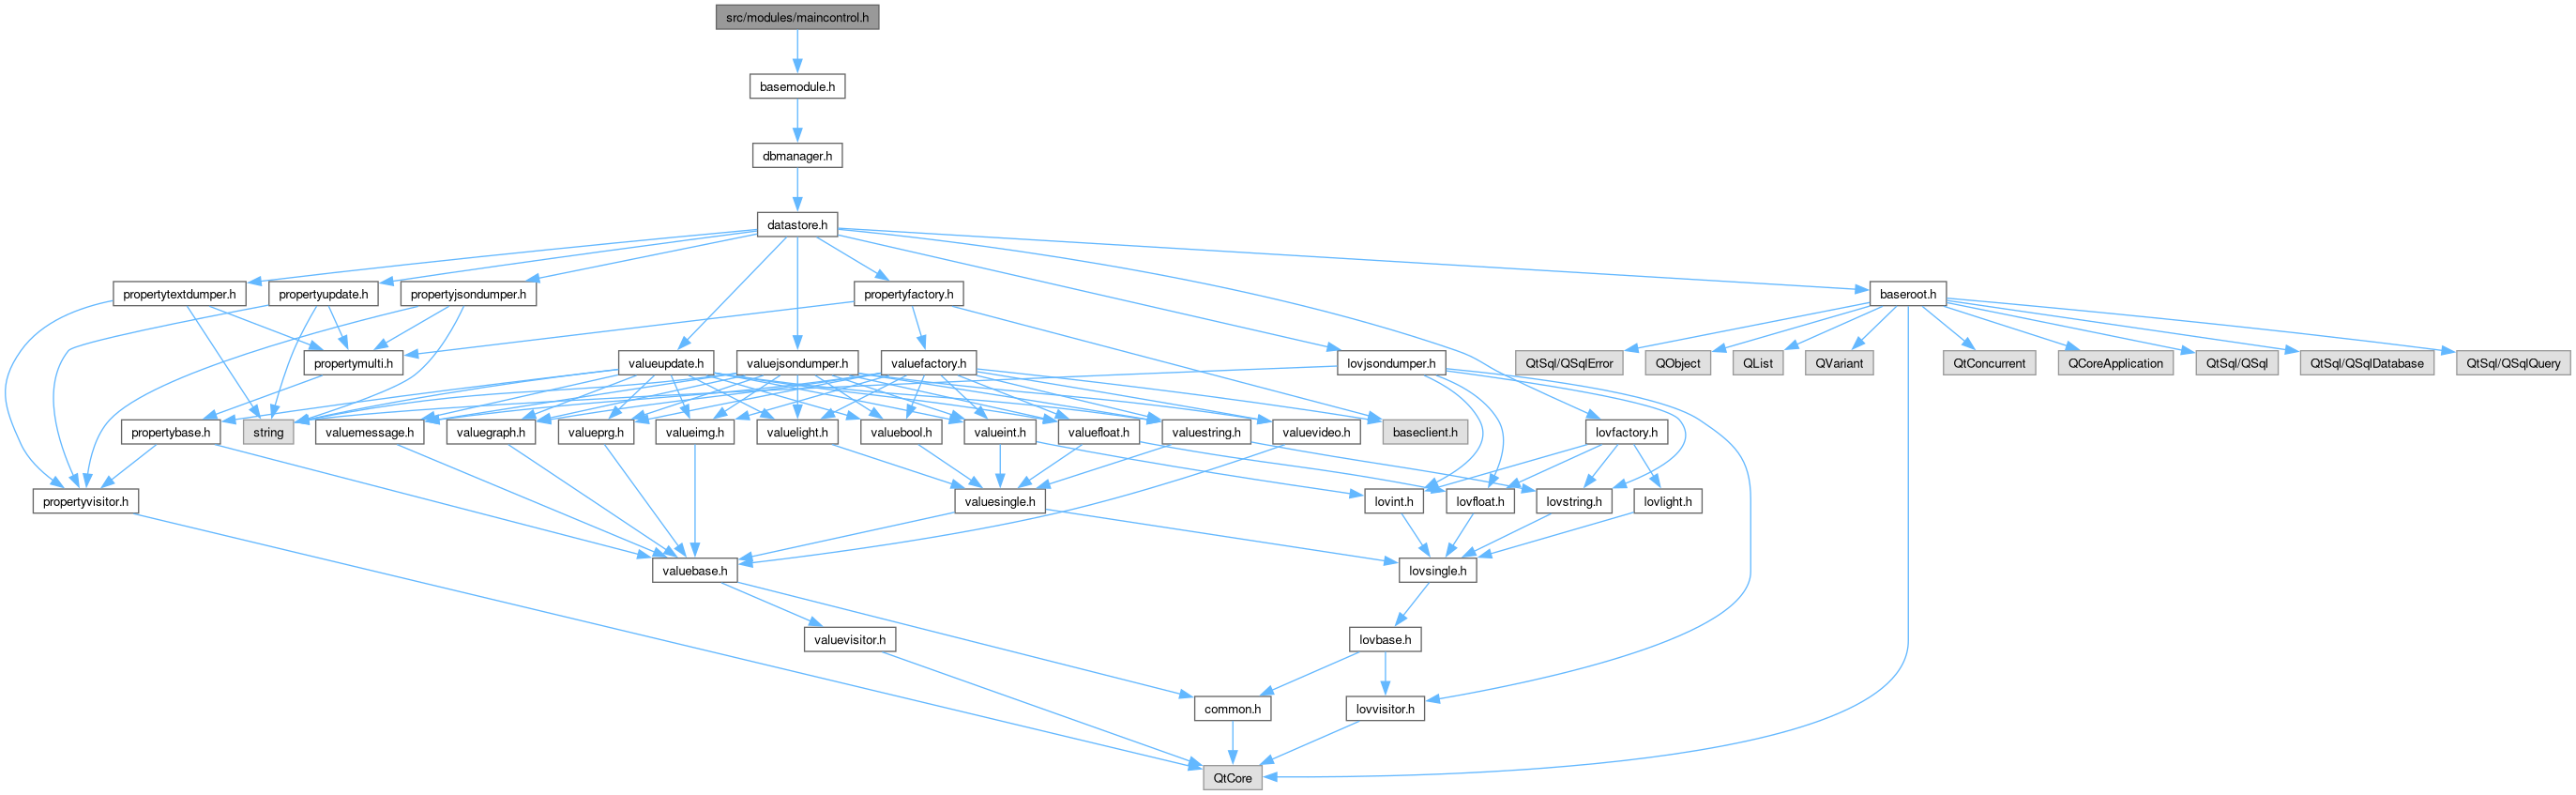 src/modules/maincontrol.h
basemodule.h
dbmanager.h
datastore.h
propertytextdumper.h
propertyupdate.h
propertyjsondumper.h
propertyfactory.h
baseroot.h
propertymulti.h
valueupdate.h
valuejsondumper.h
valuefactory.h
lovjsondumper.h
QtSql/QSqlError
QObject
QList
QVariant
QtConcurrent
QCoreApplication
QtSql/QSql
QtSql/QSqlDatabase
QtSql/QSqlQuery
propertybase.h
string
valuemessage.h
valuegraph.h
valueprg.h
valueimg.h
valuelight.h
valuebool.h
valueint.h
valuefloat.h
valuestring.h
valuevideo.h
baseclient.h
lovfactory.h
propertyvisitor.h
valuesingle.h
lovint.h
lovfloat.h
lovstring.h
lovlight.h
valuebase.h
lovsingle.h
valuevisitor.h
lovbase.h
common.h
lovvisitor.h
QtCore